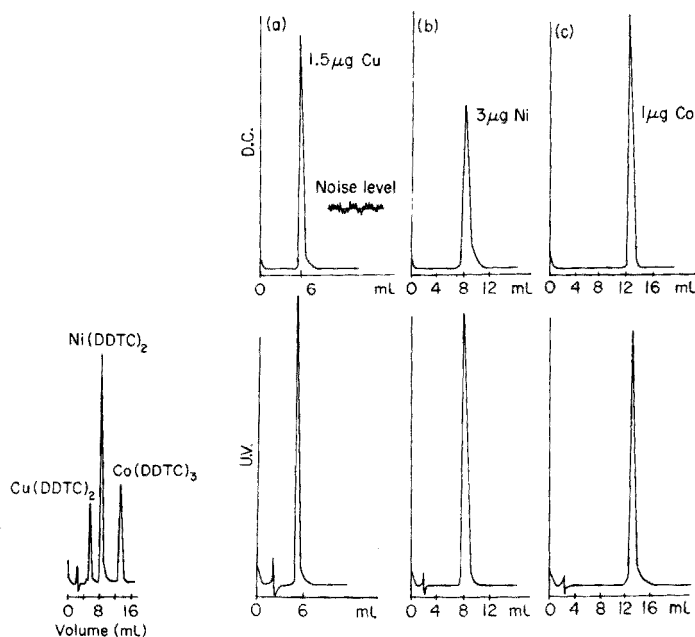 (a)
(b)
(c)
1.5μg Cu
3μg Ni
1μg Co
D.C.
Noise level
0 6 mL
0 4 8 12 mL
0 4 8 12 16 mL
Ni(DDTC)2
Cu(DDTC)2
Co(DDTC)3
0 8 16
Volume (mL)
U.V.
0 6 mL
0 4 8 12 mL
0 4 8 12 16 mL